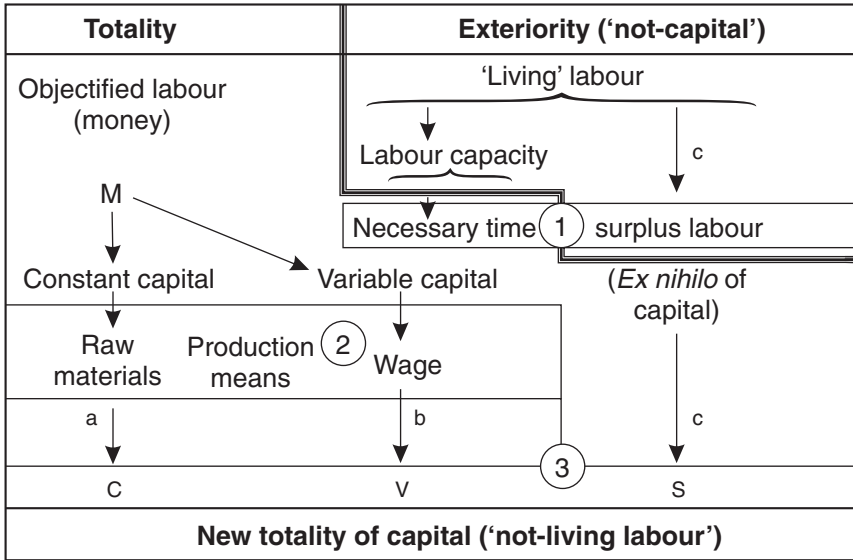 Totality
Exteriority (‘not-capital’)
Objectified labour
(money)
‘Living’ labour
Labour capacity
c
M
Necessary time
1
surplus labour
Constant capital
Variable capital
(Ex nihilo of
capital)
Raw
materials
Production
means
2
Wage
a
b
c
3
C
V
S
New totality of capital (‘not-living labour’)